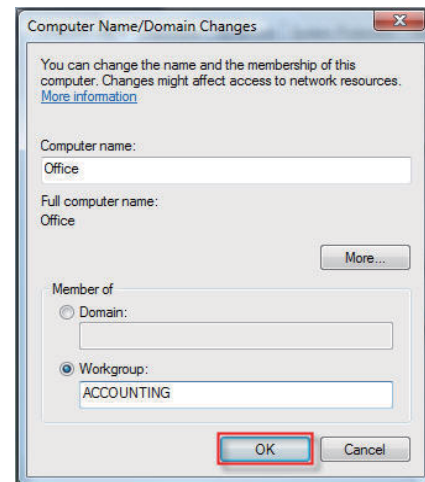 Computer Name/Domain Changes
You can change the name and the membership of this
computer. Changes might affect access to network resources.
More information
Computer name:
Office
Full computer name:
Office
More...
Member of
Domain:
Workgroup:
ACCOUNTING
OK
Cancel